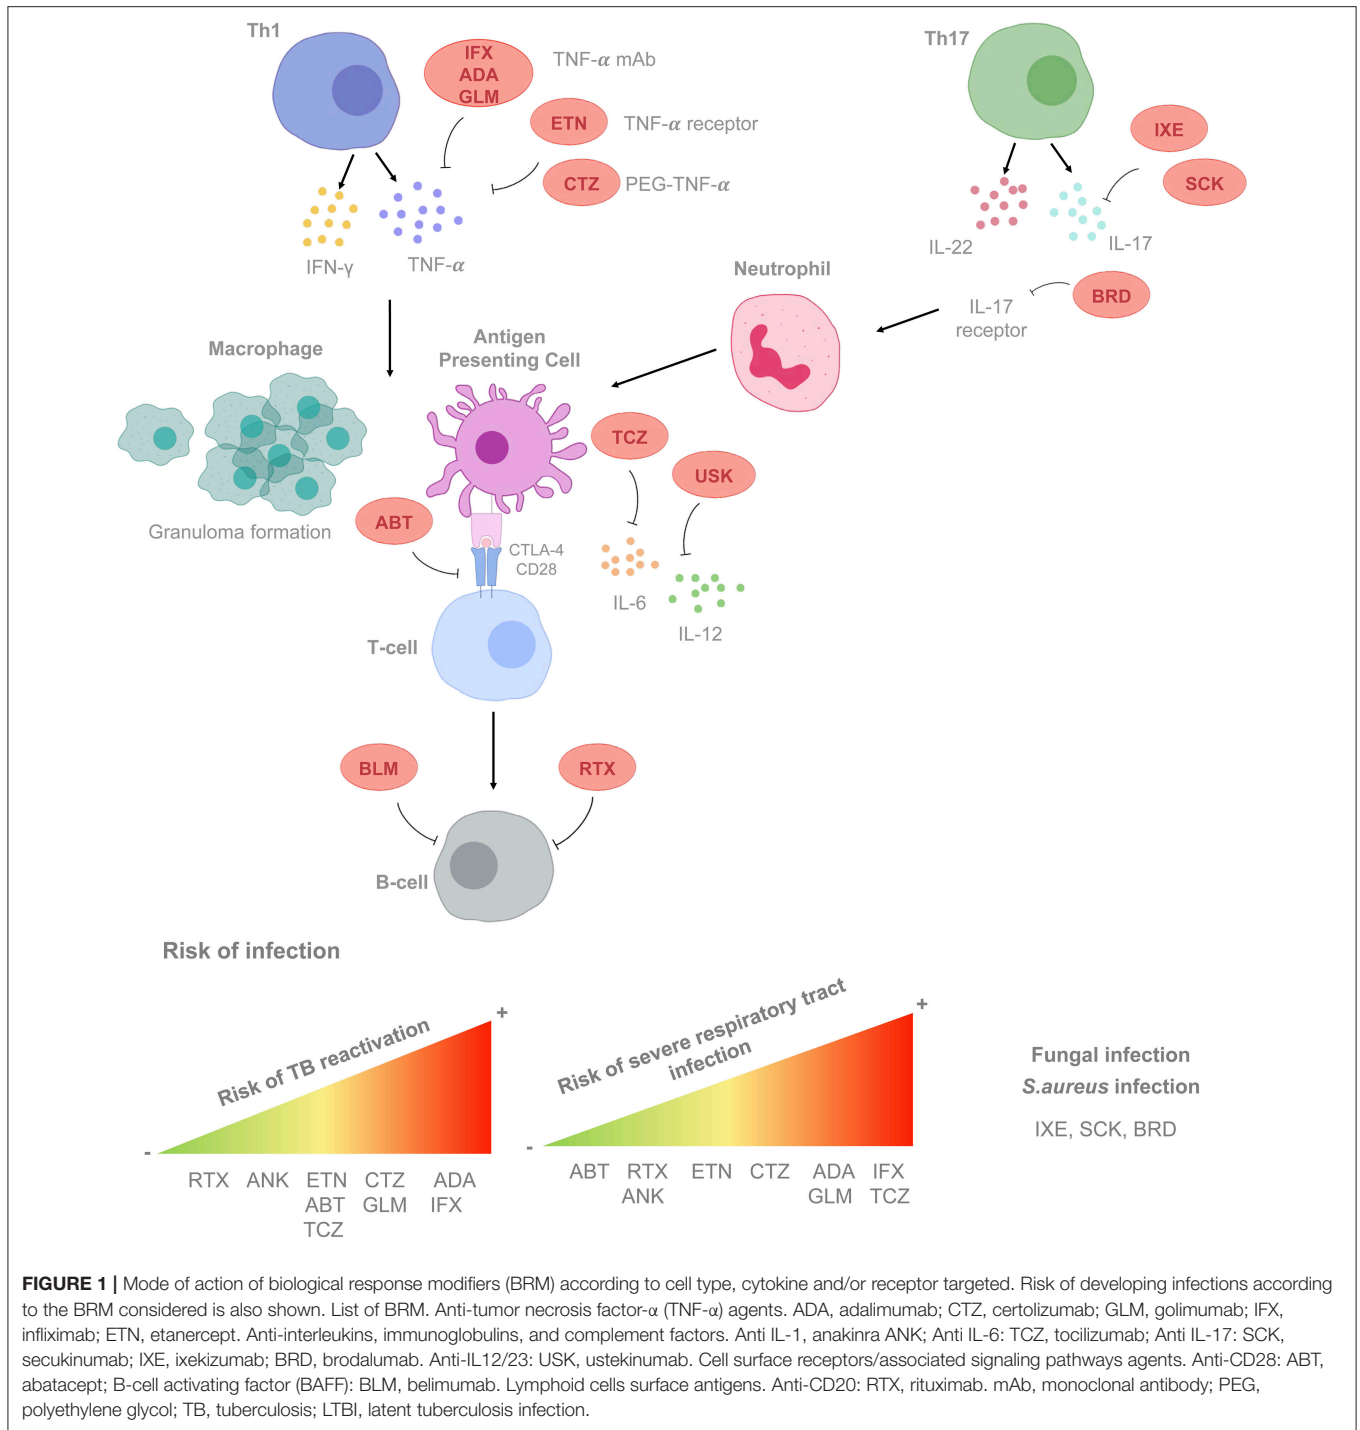 Th1
IFX
ADA
GLM
TNF-α mAb
ETN
TNF-α receptor
CTZ
PEG-TNF-α
IFN-γ
TNF-α
Th17
IXE
SCK
IL-22
IL-17
BRD
IL-17
receptor
Neutrophil
Macrophage
Antigen
Presenting Cell
TCZ
USK
ABT
Granuloma formation
CTLA-4
CD28
IL-6
IL-12
T-cell
BLM
RTX
B-cell
Risk of infection
Risk of TB reactivation
+
-
RTX ANK ETN CTZ ADA
ABT GLM IFX
TCZ
Risk of severe respiratory tract
infection
+
-
ABT RTX ETN CTZ ADA IFX
ANK GLM TCZ
Fungal infection
S.aureus infection
IXE, SCK, BRD
FIGURE 1 | Mode of action of biological response modifiers (BRM) according to cell type, cytokine and/or receptor targeted. Risk of developing infections according
to the BRM considered is also shown. List of BRM. Anti-tumor necrosis factor-α (TNF-α) agents. ADA, adalimumab; CTZ, certolizumab; GLM, golimumab; IFX,
infliximab; ETN, etanercept. Anti-interleukins, immunoglobulins, and complement factors. Anti IL-1, anakinra ANK; Anti IL-6: TCZ, tocilizumab; Anti IL-17: SCK,
secukinumab; IXE, ixekizumab; BRD, brodalumab. Anti-IL12/23: USK, ustekinumab. Cell surface receptors/associated signaling pathways agents. Anti-CD28: ABT,
abatacept; B-cell activating factor (BAFF): BLM, belimumab. Lymphoid cells surface antigens. Anti-CD20: RTX, rituximab. mAb, monoclonal antibody; PEG,
polyethylene glycol; TB, tuberculosis; LTBI, latent tuberculosis infection.